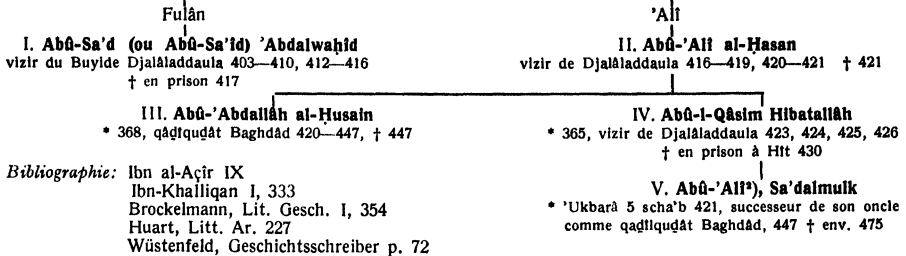 Fulân
I. Abû-Sa'd (ou Abû-Sa'îd) 'Abdalwaḥîd
vizir du Buyide Djalâladdaula 403—410, 412—416
† en prison 417
'Alî
II. Abû-'Alî al-Ḥasan
vizir de Djalâladdaula 416—419, 420—421 † 421
III. Abû-'Abdallâh al-Ḥusain
* 368, qâḏîquḏât Baghdâd 420—447, † 447
IV. Abû-l-Qâsim Hibatallâh
* 365, vizir de Djalâladdaula 423, 424, 425, 426
† en prison à Hît 430
V. Abû-'Alî²), Sa'dalmulk
* 'Ukbarâ 5 scha'b 421, successeur de son oncle
comme qaḏîlquḏât Baghdâd, 447 † env. 475
Bibliographie: Ibn al-Açîr IX
Ibn-Khalliqan I, 333
Brockelmann, Lit. Gesch. I, 354
Huart, Litt. Ar. 227
Wüstenfeld, Geschichtsschreiber p. 72